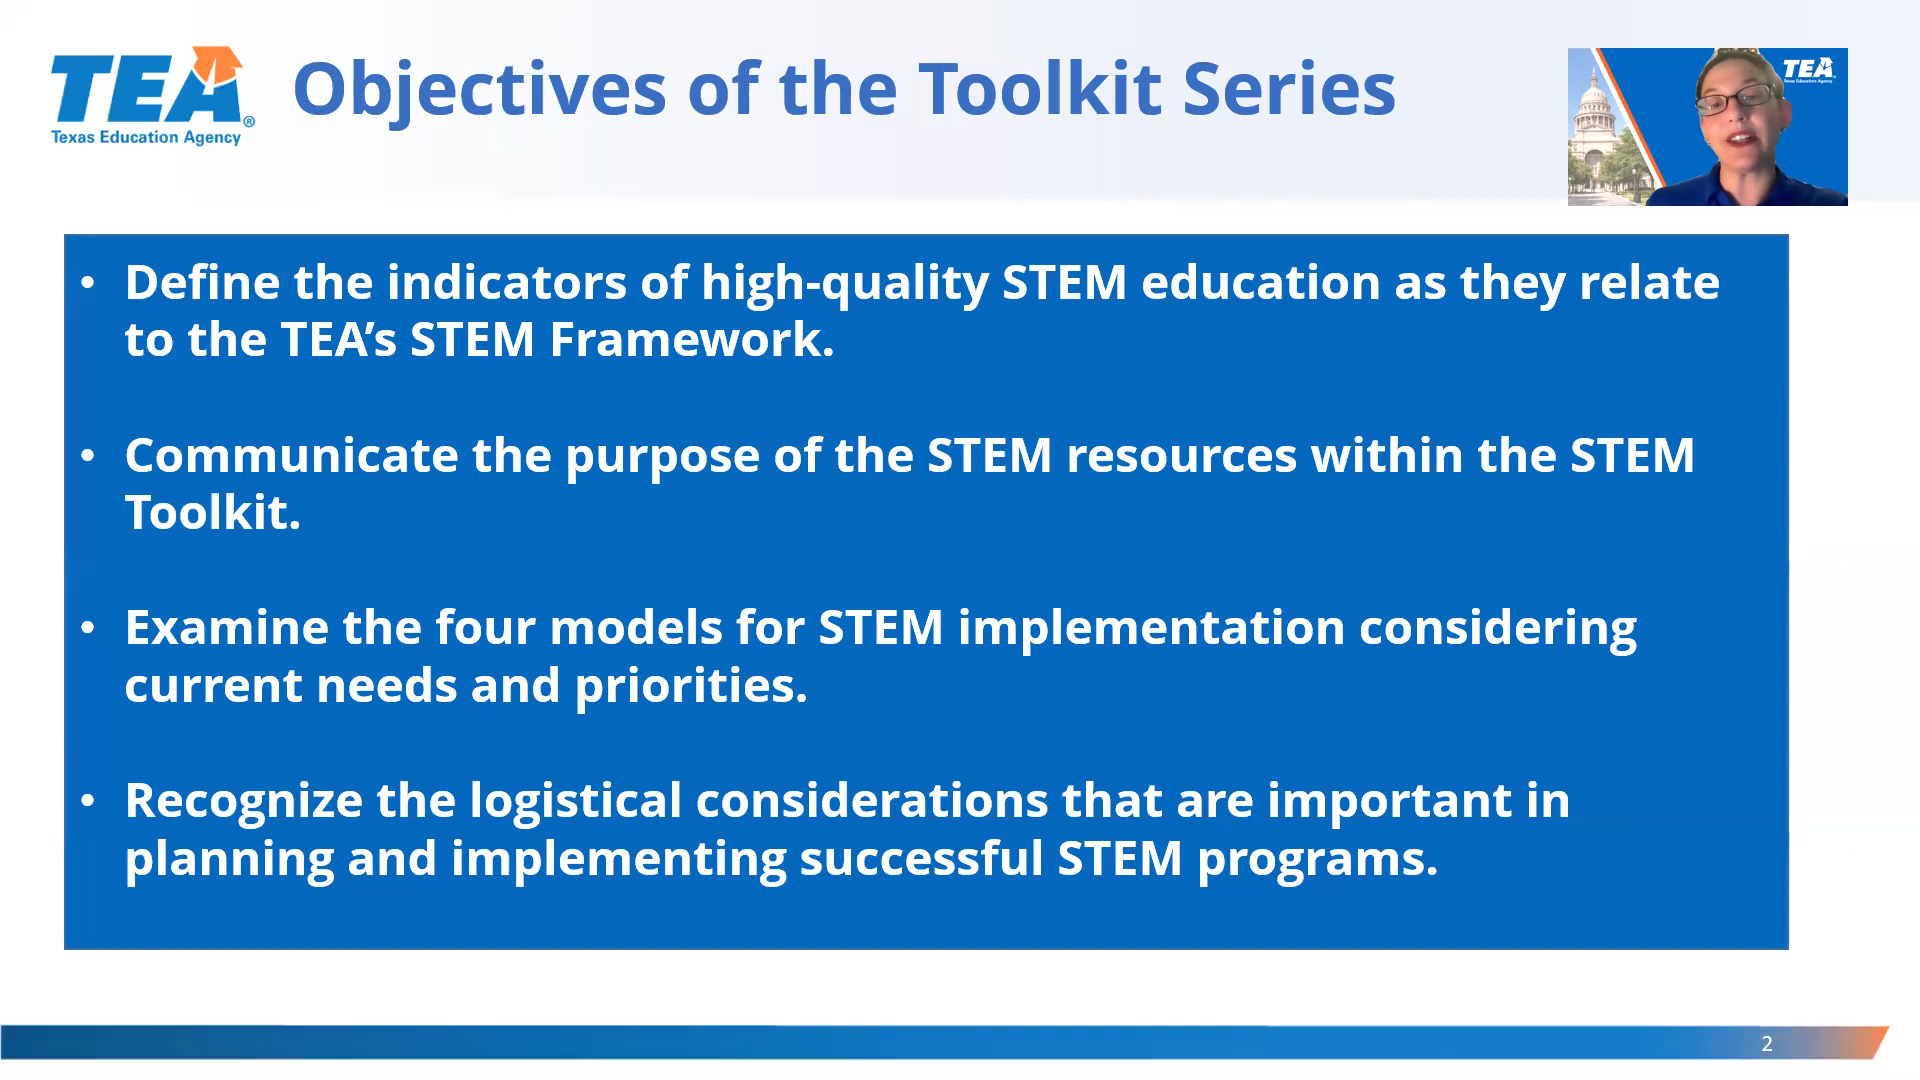 TEA®
Texas Education Agency
Objectives of the Toolkit Series
TEA
Texas Education Agency
• Define the indicators of high-quality STEM education as they relate
to the TEA’s STEM Framework.
• Communicate the purpose of the STEM resources within the STEM
Toolkit.
• Examine the four models for STEM implementation considering
current needs and priorities.
• Recognize the logistical considerations that are important in
planning and implementing successful STEM programs.
2